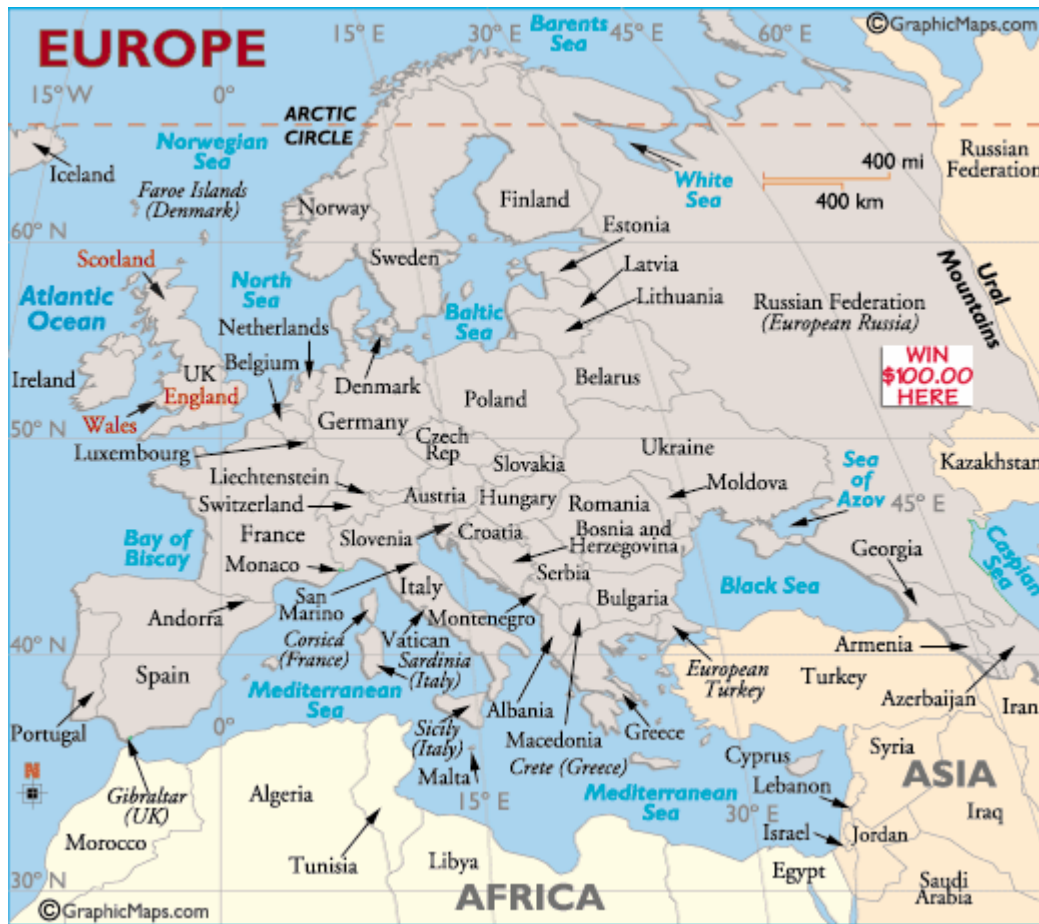 EUROPE
©GraphicMaps.com
15° E
30° E
Barents
Sea
45° E
60° E
15° W
0°
ARCTIC
CIRCLE
Norwegian
Sea
Iceland
Faroe Islands
(Denmark)
White
Sea
400 mi
400 km
Russian
Federation
Norway
Finland
Sweden
Estonia
Latvia
Lithuania
60° N
Scotland
North
Sea
Baltic
Sea
Ural
Mountains
Atlantic
Ocean
Russian Federation
(European Russia)
Netherlands
Belgium
Ireland
UK
England
Wales
Denmark
Belarus
WIN
$100.00
HERE
Poland
Germany
50° N
Luxembourg
Czech
Rep
Slovakia
Ukraine
Kazakhstan
Liechtenstein
Switzerland
Austria
Hungary
Romania
Moldova
Sea
of
Azov
45° E
France
Slovenia
Croatia
Bosnia and
Herzegovina
Bay of
Biscay
Monaco
Serbia
Georgia
Caspian
Sea
Black Sea
Andorra
San
Marino
Italy
Montenegro
Bulgaria
Corsica
(France)
Vatican
Sardinia
(Italy)
40° N
Spain
Mediterranean
Sea
European
Turkey
Turkey
Armenia
Azerbaijan
Iran
Portugal
0°
Sicily
(Italy)
Albania
Macedonia
Greece
Crete (Greece)
Cyprus
Syria
Lebanon
ASIA
N
Gibraltar
(UK)
Algeria
Malta
15° E
Mediterranean
Sea
30° E
Iraq
Morocco
Tunisia
Libya
Israel
Jordan
Egypt
Saudi
Arabia
30° N
AFRICA
©GraphicMaps.com